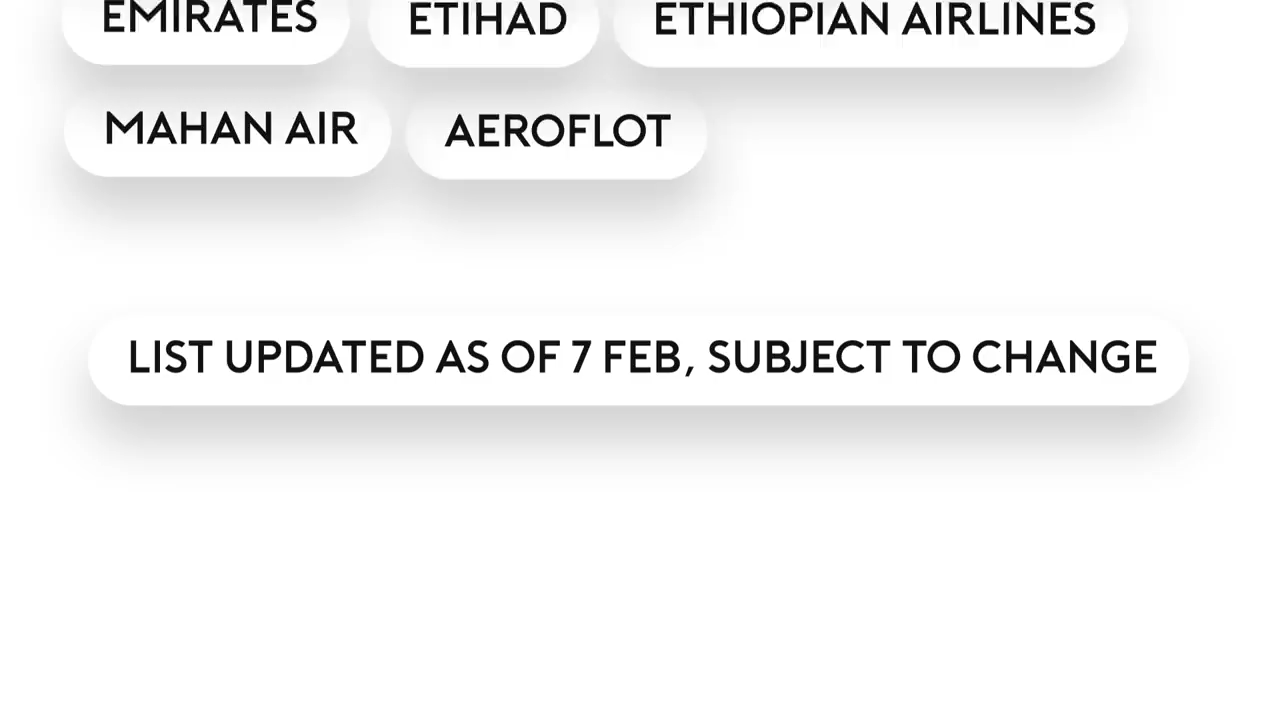 EMIRATES ETIHAD ETHIOPIAN AIRLINES
MAHAN AIR AEROFLOT
LIST UPDATED AS OF 7 FEB, SUBJECT TO CHANGE